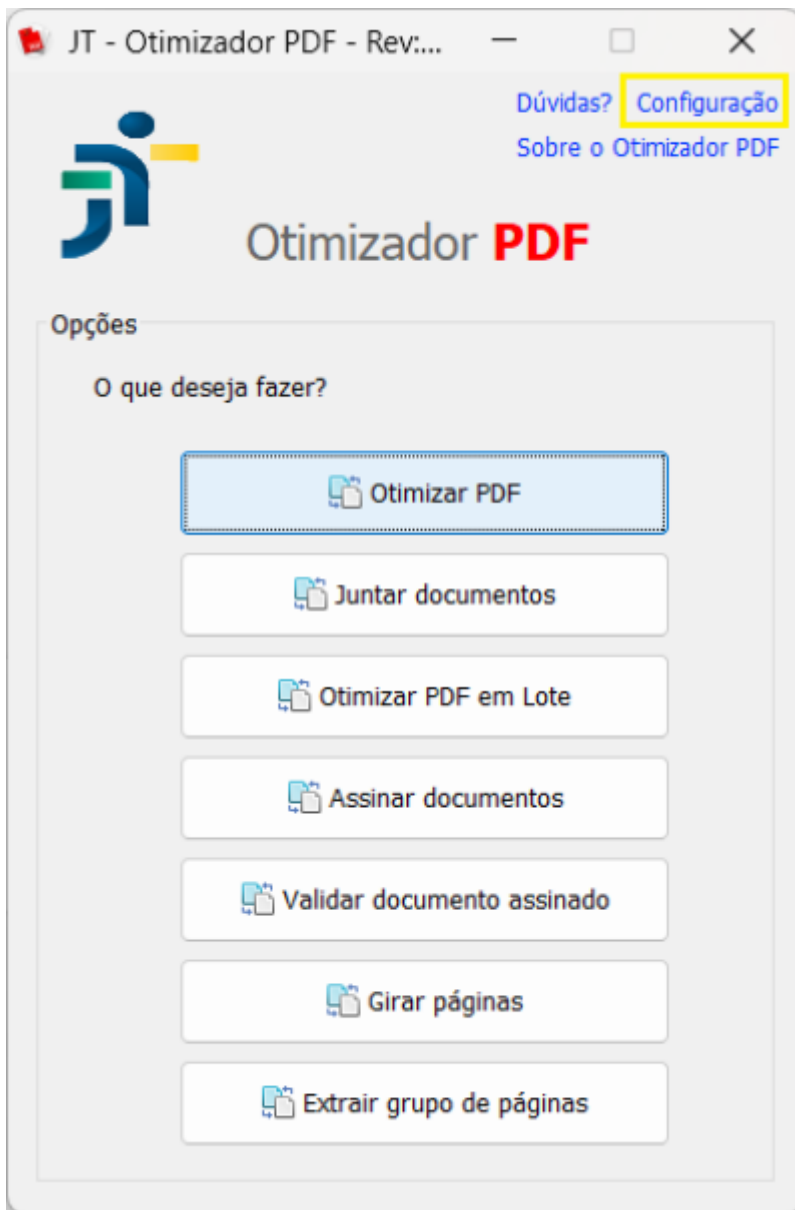 JT - Otimizador PDF - Rev:...
Dúvidas? Configuração
Sobre o Otimizador PDF
Otimizador PDF
Opções
O que deseja fazer?
Otimizar PDF
Juntar documentos
Otimizar PDF em Lote
Assinar documentos
Validar documento assinado
Girar páginas
Extrair grupo de páginas